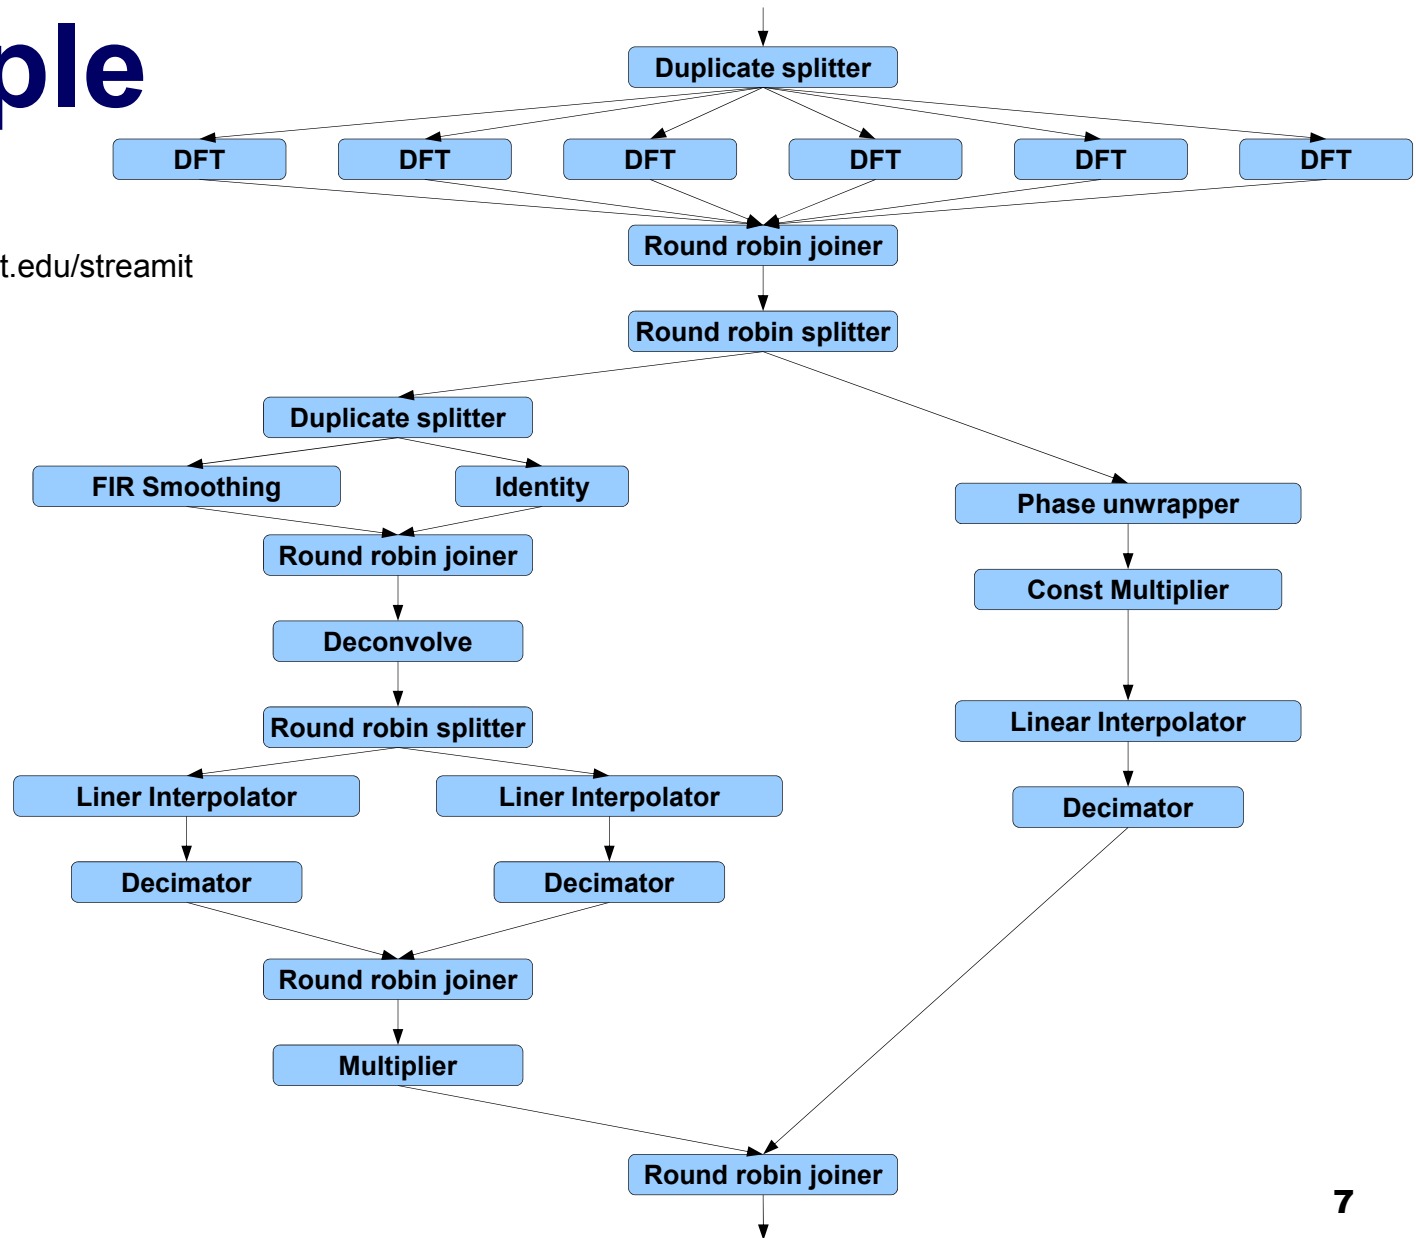 ple
t.edu/streamit
Duplicate splitter
DFT
DFT
DFT
DFT
DFT
DFT
Round robin joiner
Round robin splitter
Duplicate splitter
FIR Smoothing
Identity
Round robin joiner
Deconvolve
Round robin splitter
Liner Interpolator
Liner Interpolator
Decimator
Decimator
Round robin joiner
Multiplier
Phase unwrapper
Const Multiplier
Linear Interpolator
Decimator
Round robin joiner
7